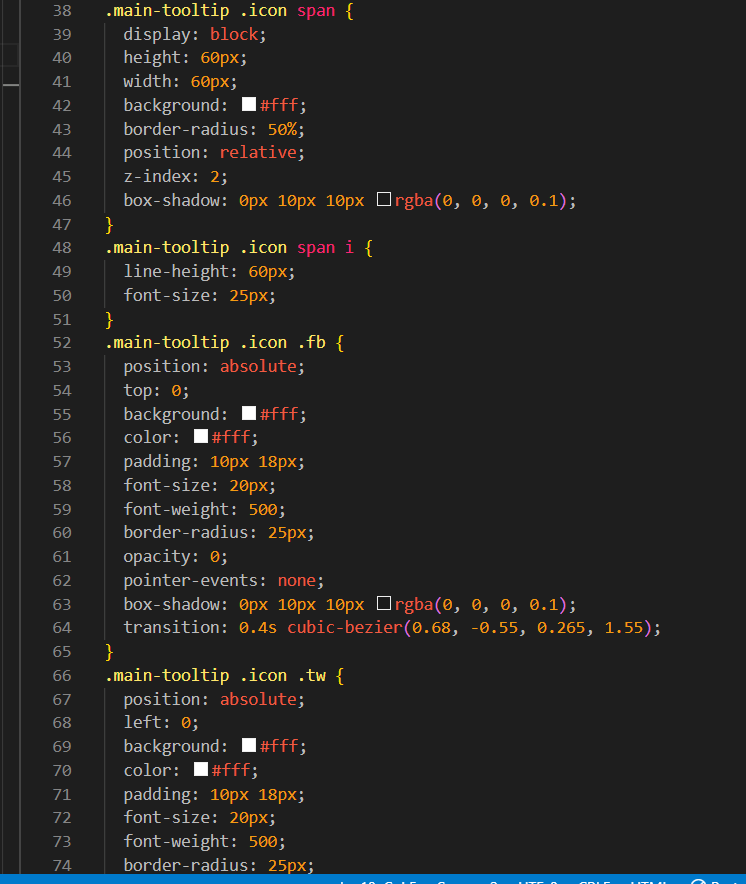 38 .main-tooltip .icon span {
39 display: block;
40 height: 60px;
41 width: 60px;
42 background: #fff;
43 border-radius: 50%;
44 position: relative;
45 z-index: 2;
46 box-shadow: 0px 10px 10px rgba(0, 0, 0, 0.1);
47 }
48 .main-tooltip .icon span i {
49 line-height: 60px;
50 font-size: 25px;
51 }
52 .main-tooltip .icon .fb {
53 position: absolute;
54 top: 0;
55 background: #fff;
56 color: #fff;
57 padding: 10px 18px;
58 font-size: 20px;
59 font-weight: 500;
60 border-radius: 25px;
61 opacity: 0;
62 pointer-events: none;
63 box-shadow: 0px 10px 10px rgba(0, 0, 0, 0.1);
64 transition: 0.4s cubic-bezier(0.68, -0.55, 0.265, 1.55);
65 }
66 .main-tooltip .icon .tw {
67 position: absolute;
68 left: 0;
69 background: #fff;
70 color: #fff;
71 padding: 10px 18px;
72 font-size: 20px;
73 font-weight: 500;
74 border-radius: 25px;